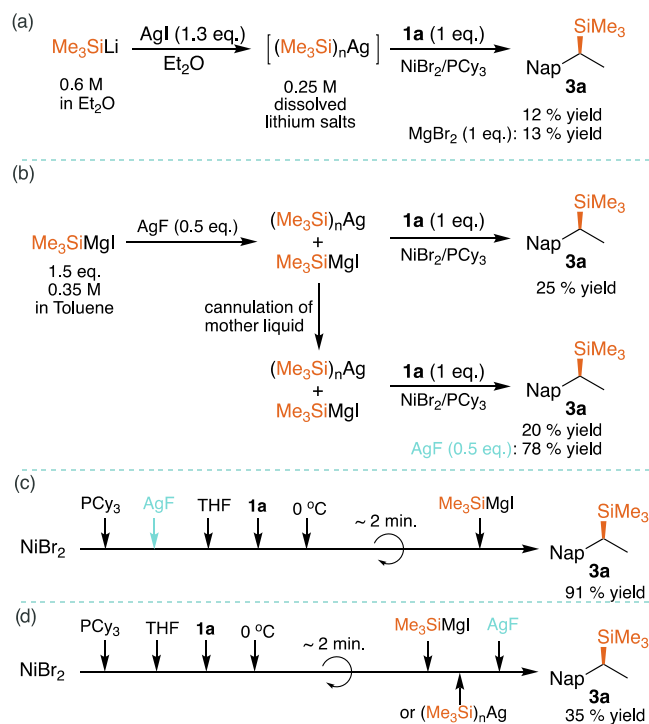 (a)
Me3SiLi
0.6 M
in Et2O
AgI (1.3 eq.)
Et2O
[(Me3Si)nAg]
0.25 M
dissolved
lithium salts
1a (1 eq.)
NiBr2/PCy3
SiMe3
Nap
3a
12 % yield
MgBr2 (1 eq.): 13 % yield
(b)
Me3SiMgI
1.5 eq.
0.35 M
in Toluene
AgF (0.5 eq.)
(Me3Si)nAg
+
Me3SiMgI
1a (1 eq.)
NiBr2/PCy3
SiMe3
Nap
3a
25 % yield
cannulation of
mother liquid
(Me3Si)nAg
+
Me3SiMgI
1a (1 eq.)
NiBr2/PCy3
SiMe3
Nap
3a
20 % yield
AgF (0.5 eq.): 78 % yield
(c)
NiBr2
PCy3
AgF
THF
1a
0 °C
~ 2 min.
Me3SiMgI
SiMe3
Nap
3a
91 % yield
(d)
NiBr2
PCy3
THF
1a
0 °C
~ 2 min.
Me3SiMgI
AgF
or (Me3Si)nAg
SiMe3
Nap
3a
35 % yield